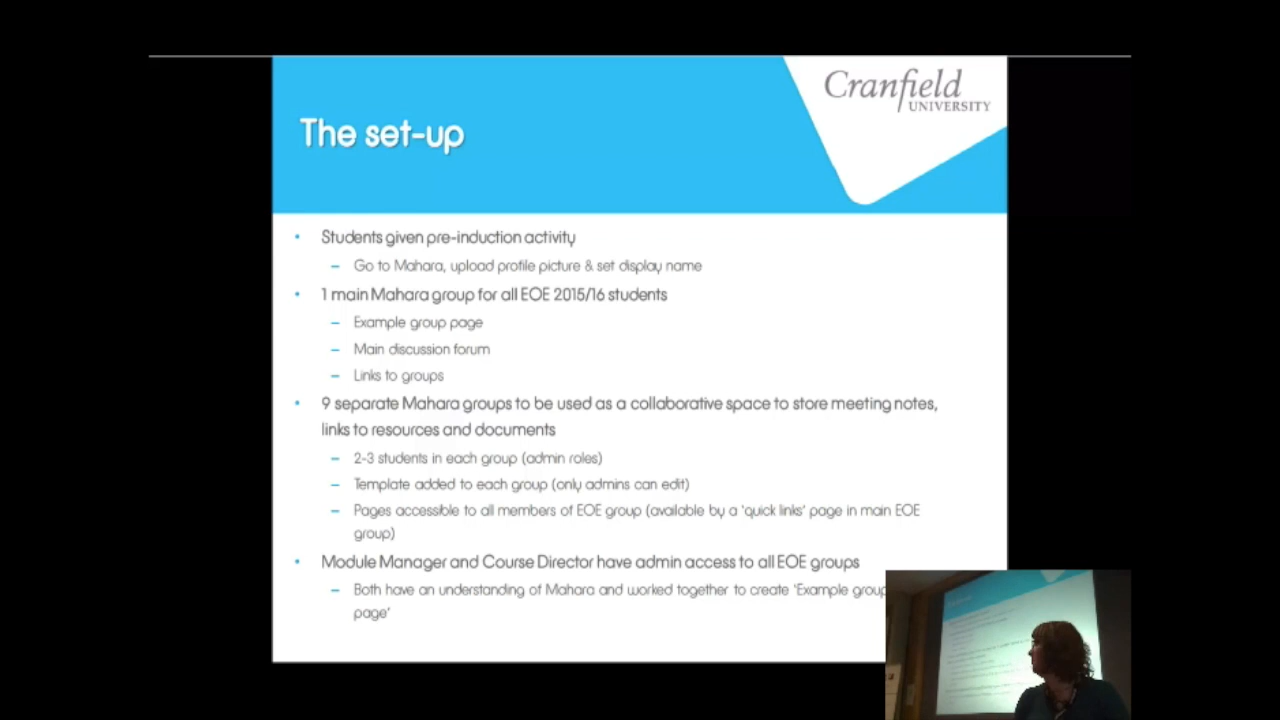 Cranfield
UNIVERSITY
The set-up
• Students given pre-induction activity
– Go to Mahara, upload profile picture & set display name
• 1 main Mahara group for all EOE 2015/16 students
– Example group page
– Main discussion forum
– Links to groups
• 9 separate Mahara groups to be used as a collaborative space to store meeting notes,
links to resources and documents
– 2-3 students in each group (admin roles)
– Template added to each group (only admins can edit)
– Pages accessible to all members of EOE group (available by a 'quick links' page in main EOE
group)
• Module Manager and Course Director have admin access to all EOE groups
– Both have an understanding of Mahara and worked together to create 'Example group
page'